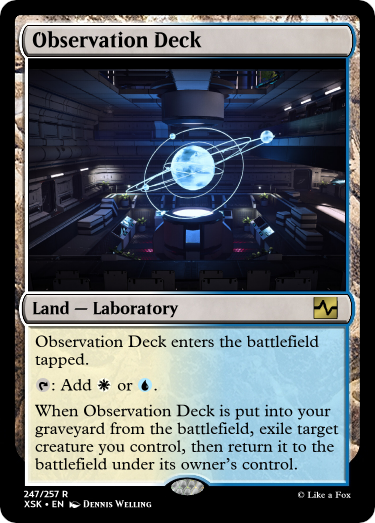 Observation Deck
Land — Laboratory
Observation Deck enters the battlefield
tapped.
: Add or .
When Observation Deck is put into your
graveyard from the battlefield, exile target
creature you control, then return it to the
battlefield under its owner's control.
247/257 R
XSK • EN Dennis Welling
© Like a Fox